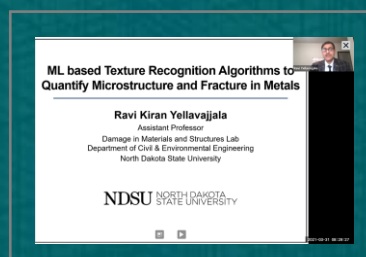 ML based Texture Recognition Algorithms to
Quantify Microstructure and Fracture in Metals
Ravi Kiran Yellavajjala
Assistant Professor
Damage in Materials and Structures Lab
Department of Civil & Environmental Engineering
North Dakota State University
NDSU NORTH DAKOTA
STATE UNIVERSITY